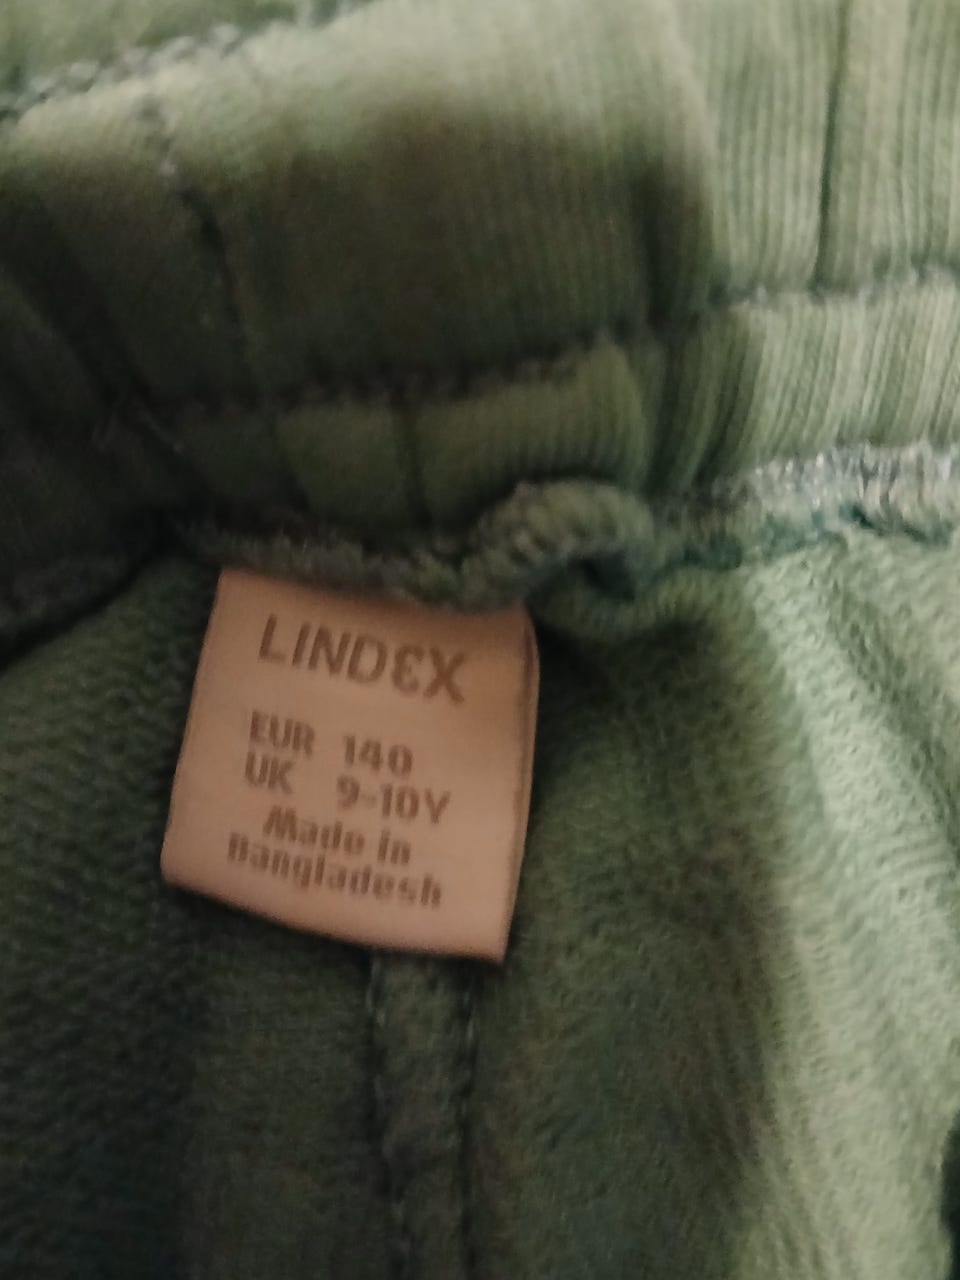 LINDEX
EUR 140
UK 9-10Y
Made in
Bangladesh